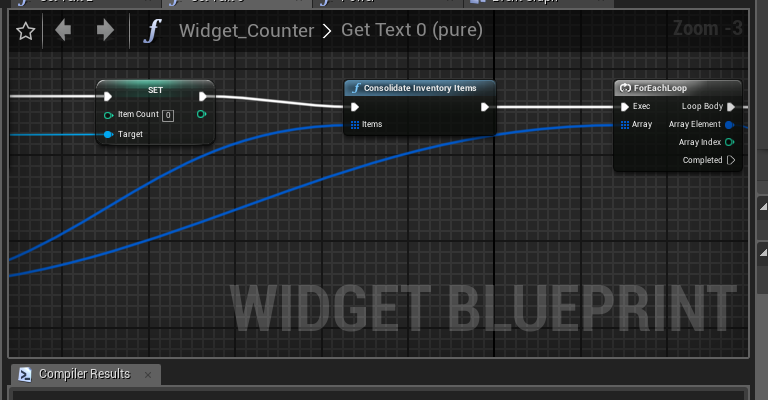 Widget_Counter > Get Text 0 (pure)
Zoom -3
SET
Item Count 0
Target
Consolidate Inventory Items
Items
ForEachLoop
Exec
Loop Body
Array
Array Element
Array Index
Completed
WIDGET BLUEPRINT
Compiler Results